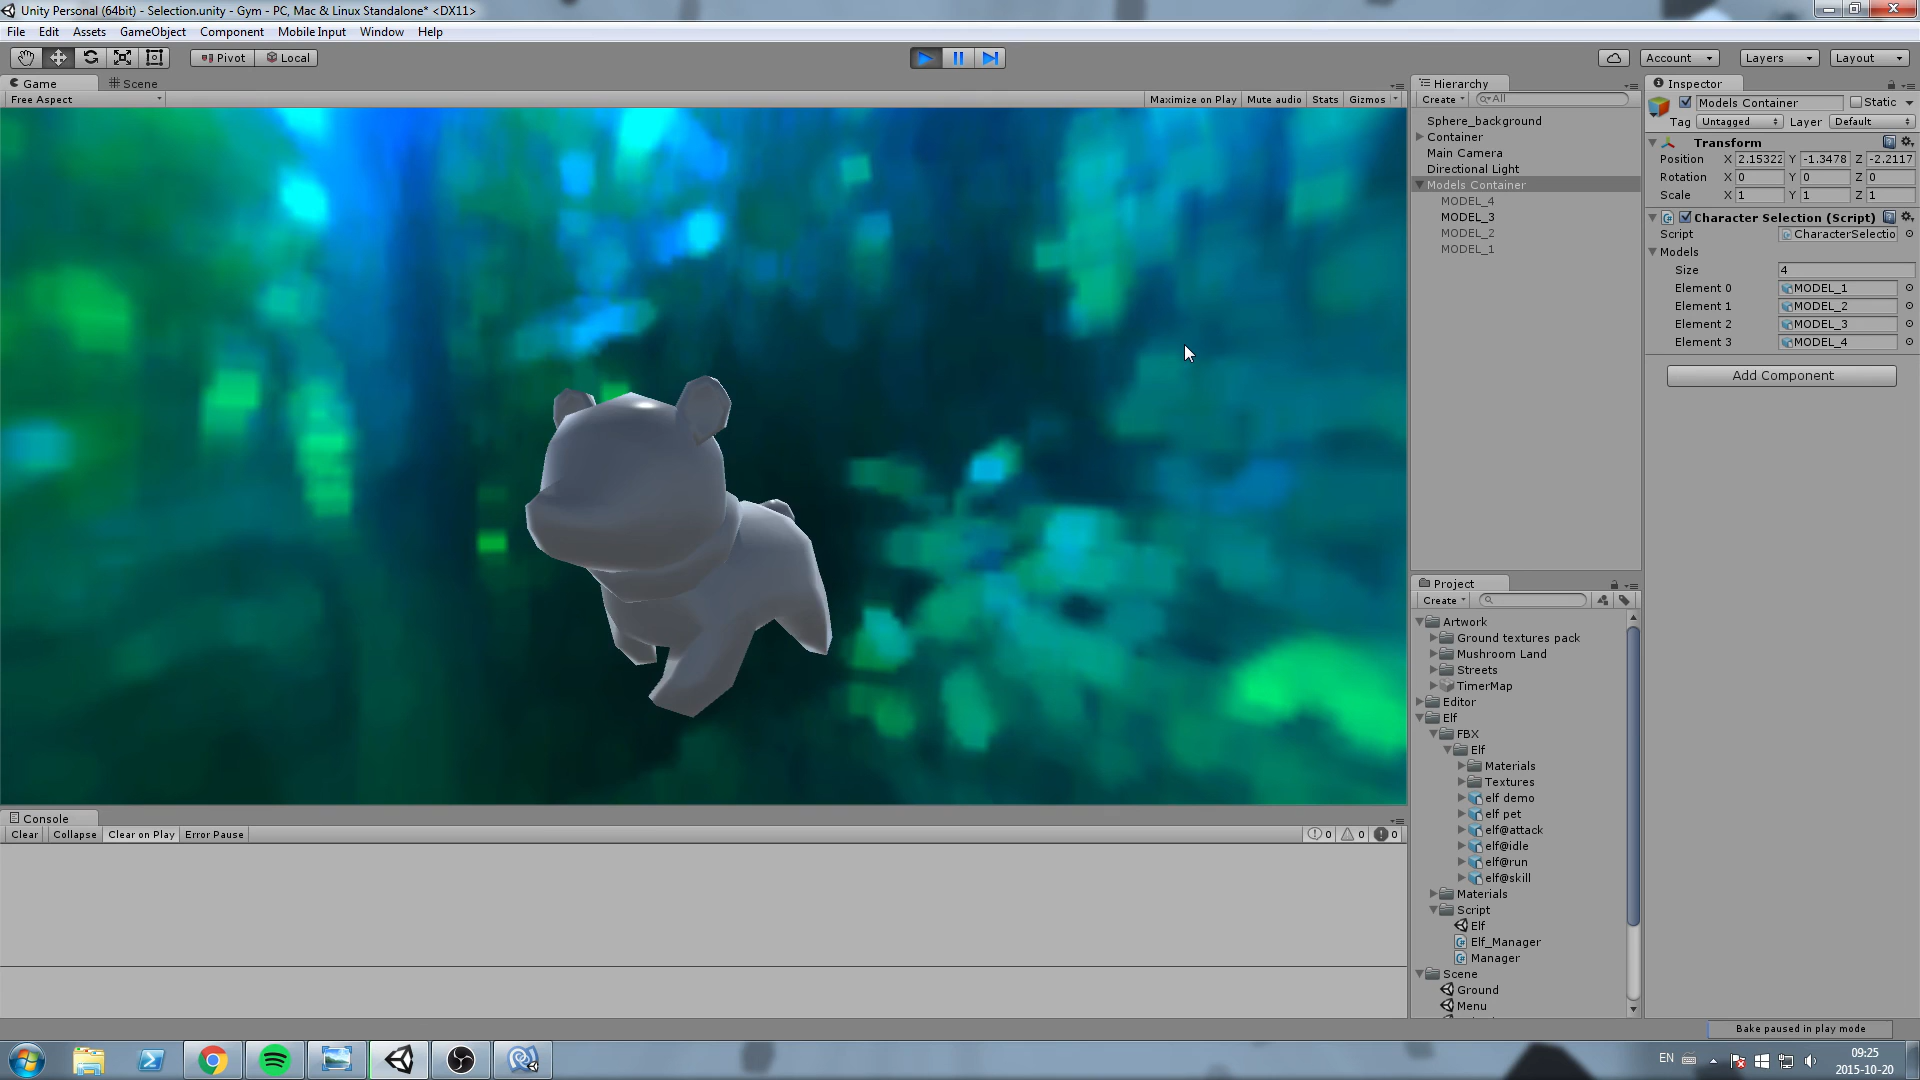 Unity Personal (64bit) - Selection.unity - Gym - PC, Mac & Linux Standalone* <DX11>
File Edit Assets GameObject Component Mobile Input Window Help
Pivot Local Account Layers Layout
Game Scene
Free Aspect Maximize on Play Mute audio Stats Gizmos
Hierarchy
Create All
Sphere_background
Container
Main Camera
Directional Light
Models Container
MODEL_4
MODEL_3
MODEL_2
MODEL_1
Inspector
Models Container Static
Tag Untagged Layer Default
Transform
Position X 2.15322 Y -1.3478 Z -2.2117
Rotation X 0 Y 0 Z 0
Scale X 1 Y 1 Z 1
Character Selection (Script)
Script CharacterSelectio
Models
Size 4
Element 0 MODEL_1
Element 1 MODEL_2
Element 2 MODEL_3
Element 3 MODEL_4
Add Component
Project
Create
Artwork
Ground textures pack
Mushroom Land
Streets
TimerMap
Editor
Elf
FBX
Elf
Materials
Textures
elf demo
elf pet
elf@attack
elf@idle
elf@run
elf@skill
Materials
Script
Elf
Elf_Manager
Manager
Scene
Ground
Menu
Console
Clear Collapse Clear on Play Error Pause 0 0 0
Bake paused in play mode
EN
09:25
2015-10-20